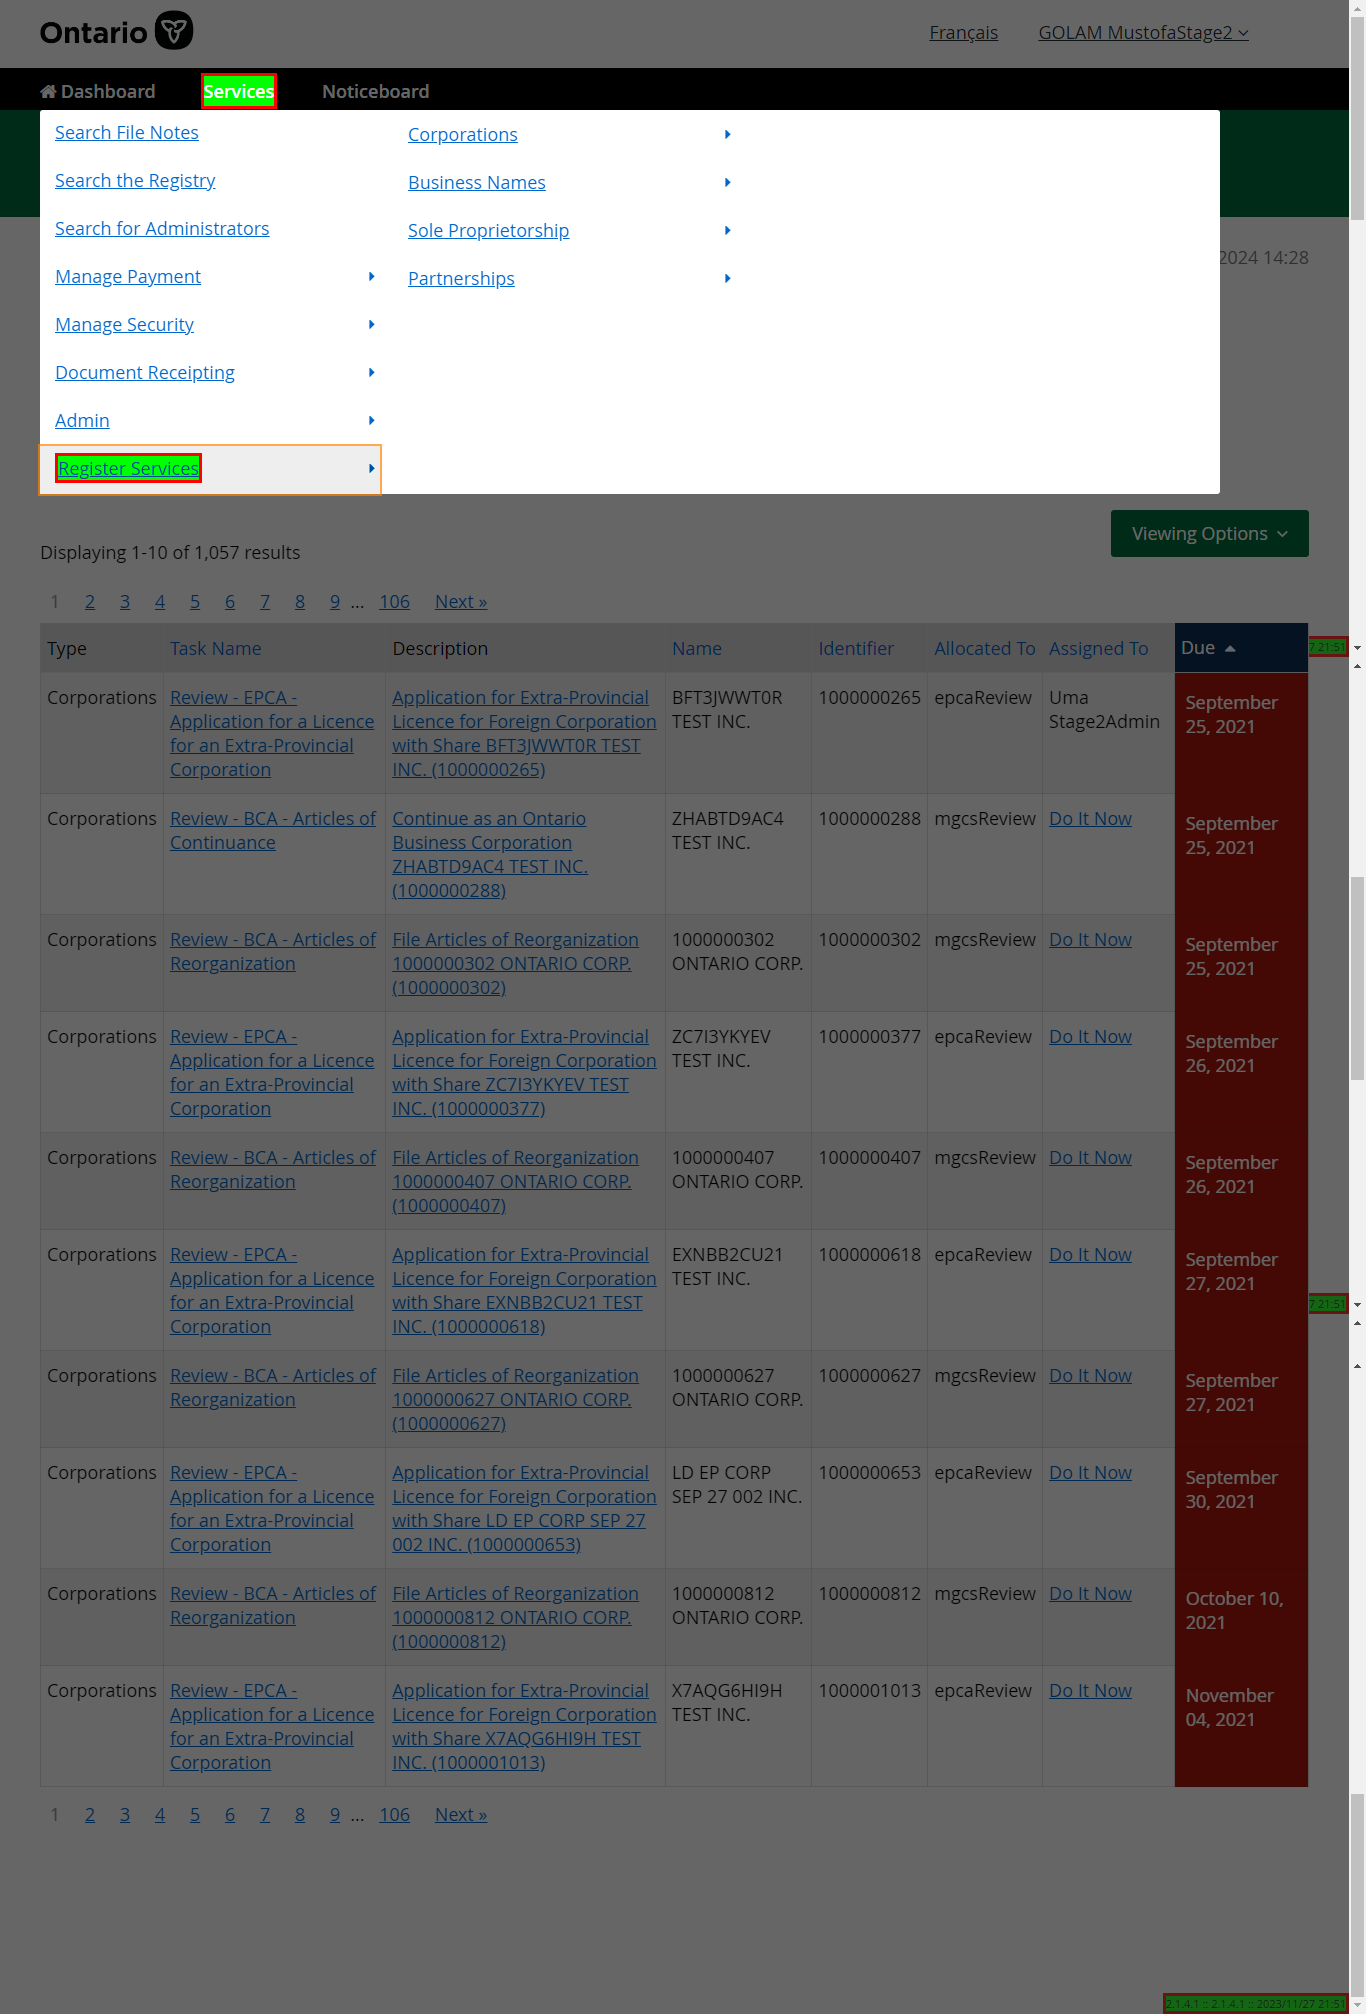 Ontario
Français
GOLAM MustofaStage2
Dashboard
Services
Noticeboard
Search File Notes
Search the Registry
Search for Administrators
Manage Payment
Manage Security
Document Receipting
Admin
Register Services
Corporations
Business Names
Sole Proprietorship
Partnerships
2024 14:28
Viewing Options
Displaying 1-10 of 1,057 results
1 2 3 4 5 6 7 8 9 ... 106 Next »
Type Task Name Description Name Identifier Allocated To Assigned To Due
7 21:51
Corporations Review - EPCA - Application for Extra-Provincial BFT3JWWT0R 1000000265 epcaReview Uma September
Application for a Licence Licence for Foreign Corporation TEST INC. Stage2Admin 25, 2021
for an Extra-Provincial with Share BFT3JWWT0R TEST
Corporation INC. (1000000265)
Corporations Review - BCA - Articles of Continue as an Ontario ZHABTD9AC4 1000000288 mgcsReview Do It Now September
Continuance Business Corporation TEST INC. 25, 2021
ZHABTD9AC4 TEST INC.
(1000000288)
Corporations Review - BCA - Articles of File Articles of Reorganization 1000000302 1000000302 mgcsReview Do It Now September
Reorganization 1000000302 ONTARIO CORP. ONTARIO CORP. 25, 2021
(1000000302)
Corporations Review - EPCA - Application for Extra-Provincial ZC7I3YKYEV 1000000377 epcaReview Do It Now September
Application for a Licence Licence for Foreign Corporation TEST INC. 26, 2021
for an Extra-Provincial with Share ZC7I3YKYEV TEST
Corporation INC. (1000000377)
Corporations Review - BCA - Articles of File Articles of Reorganization 1000000407 1000000407 mgcsReview Do It Now September
Reorganization 1000000407 ONTARIO CORP. ONTARIO CORP. 26, 2021
(1000000407)
Corporations Review - EPCA - Application for Extra-Provincial EXNBB2CU21 1000000618 epcaReview Do It Now September
Application for a Licence Licence for Foreign Corporation TEST INC. 27, 2021
for an Extra-Provincial with Share EXNBB2CU21 TEST
7 21:51
Corporation INC. (1000000618)
Corporations Review - BCA - Articles of File Articles of Reorganization 1000000627 1000000627 mgcsReview Do It Now September
Reorganization 1000000627 ONTARIO CORP. ONTARIO CORP. 27, 2021
(1000000627)
Corporations Review - EPCA - Application for Extra-Provincial LD EP CORP 1000000653 epcaReview Do It Now September
Application for a Licence Licence for Foreign Corporation SEP 27 002 INC. 30, 2021
for an Extra-Provincial with Share LD EP CORP SEP 27
Corporation 002 INC. (1000000653)
Corporations Review - BCA - Articles of File Articles of Reorganization 1000000812 1000000812 mgcsReview Do It Now October 10,
Reorganization 1000000812 ONTARIO CORP. ONTARIO CORP. 2021
(1000000812)
Corporations Review - EPCA - Application for Extra-Provincial X7AQG6HI9H 1000001013 epcaReview Do It Now November
Application for a Licence Licence for Foreign Corporation TEST INC. 04, 2021
for an Extra-Provincial with Share X7AQG6HI9H TEST
Corporation INC. (1000001013)
1 2 3 4 5 6 7 8 9 ... 106 Next »
2.1.4.1 :: 2.1.4.1 :: 2023/11/27 21:51